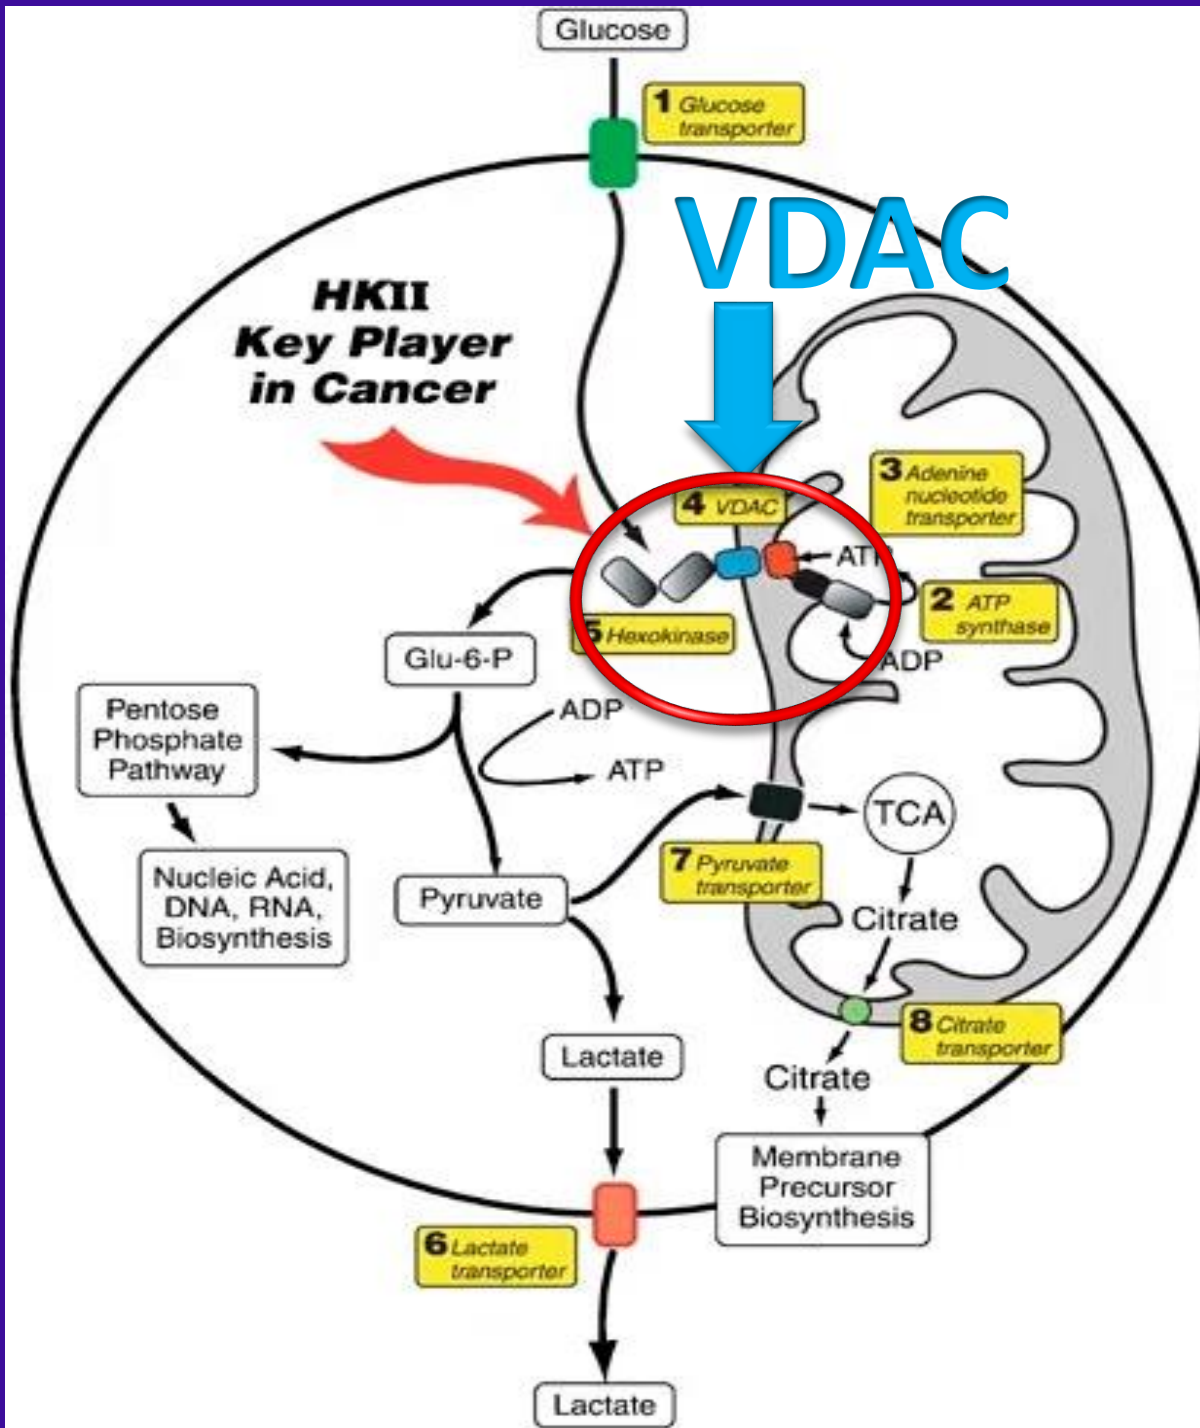 Glucose
1 Glucose
transporter
VDAC
HKII
Key Player
in Cancer
3 Adenine
nucleotide
transporter
4 VDAC
ATP
2 ATP
synthase
5 Hexokinase
ADP
Glu-6-P
Pentose
Phosphate
Pathway
ADP
ATP
TCA
7 Pyruvate
transporter
Nucleic Acid,
DNA, RNA,
Biosynthesis
Pyruvate
Citrate
8 Citrate
transporter
Lactate
Citrate
Membrane
Precursor
Biosynthesis
6 Lactate
transporter
Lactate